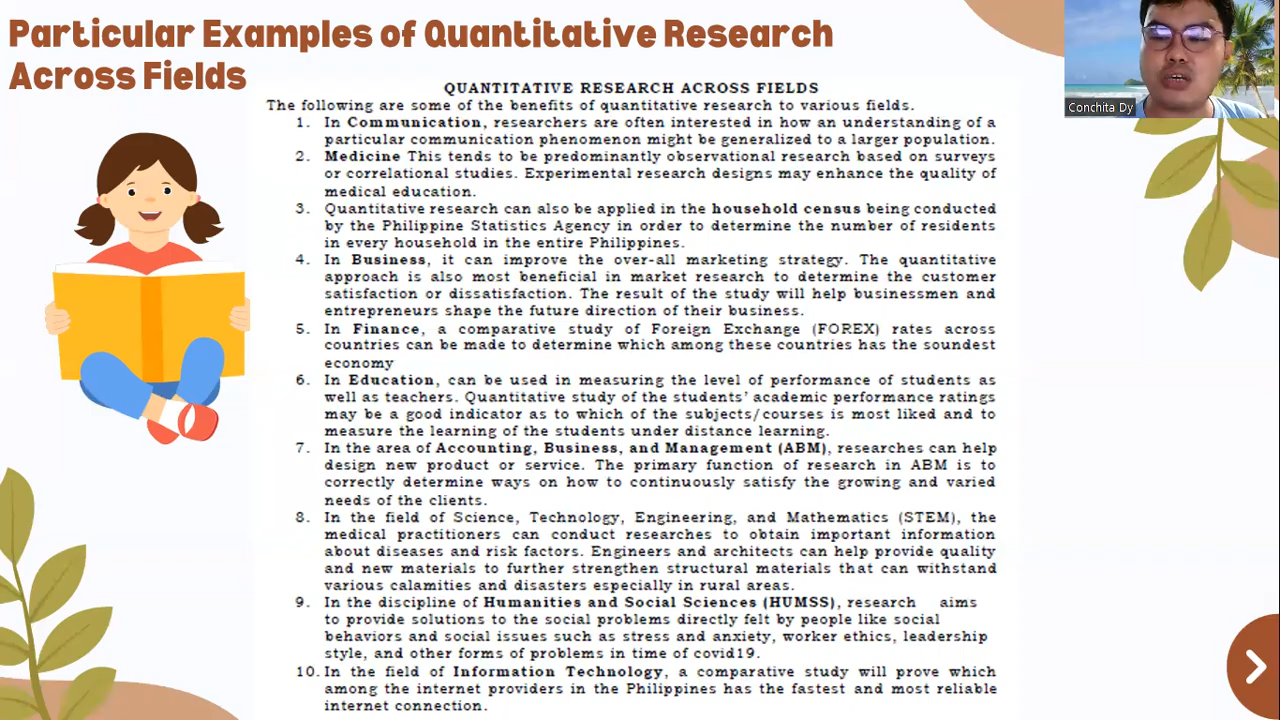 Particular Examples of Quantitative Research
Across Fields
Conchita Dy
QUANTITATIVE RESEARCH ACROSS FIELDS
The following are some of the benefits of quantitative research to various fields.
1. In Communication, researchers are often interested in how an understanding of a
particular communication phenomenon might be generalized to a larger population.
2. Medicine This tends to be predominantly observational research based on surveys
or correlational studies. Experimental research designs may enhance the quality of
medical education.
3. Quantitative research can also be applied in the household census being conducted
by the Philippine Statistics Agency in order to determine the number of residents
in every household in the entire Philippines.
4. In Business, it can improve the over-all marketing strategy. The quantitative
approach is also most beneficial in market research to determine the customer
satisfaction or dissatisfaction. The result of the study will help businessmen and
entrepreneurs shape the future direction of their business.
5. In Finance, a comparative study of Foreign Exchange (FOREX) rates across
countries can be made to determine which among these countries has the soundest
economy
6. In Education, can be used in measuring the level of performance of students as
well as teachers. Quantitative study of the students' academic performance ratings
may be a good indicator as to which of the subjects/courses is most liked and to
measure the learning of the students under distance learning.
7. In the area of Accounting, Business, and Management (ABM), researches can help
design new product or service. The primary function of research in ABM is to
correctly determine ways on how to continuously satisfy the growing and varied
needs of the clients.
8. In the field of Science, Technology, Engineering, and Mathematics (STEM), the
medical practitioners can conduct researches to obtain important information
about diseases and risk factors. Engineers and architects can help provide quality
and new materials to further strengthen structural materials that can withstand
various calamities and disasters especially in rural areas.
9. In the discipline of Humanities and Social Sciences (HUMSS), research aims
to provide solutions to the social problems directly felt by people like social
behaviors and social issues such as stress and anxiety, worker ethics, leadership
style, and other forms of problems in time of covid19.
10. In the field of Information Technology, a comparative study will prove which
among the internet providers in the Philippines has the fastest and most reliable
internet connection.